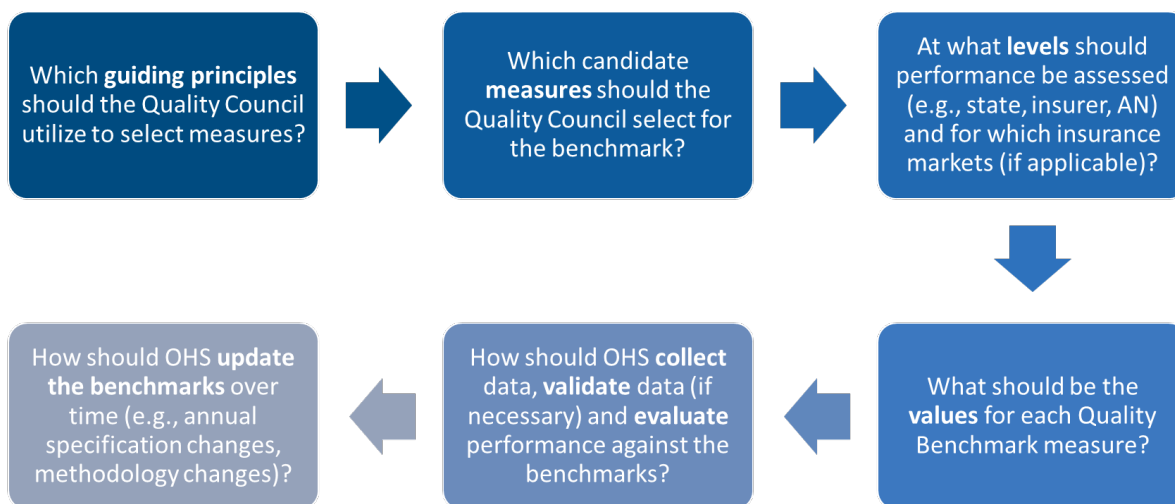 Which guiding principles
should the Quality Council
utilize to select measures?
Which candidate
measures should the
Quality Council select for
the benchmark?
At what levels should
performance be assessed
(e.g., state, insurer, AN)
and for which insurance
markets (if applicable)?
What should be the
values for each Quality
Benchmark measure?
How should OHS collect
data, validate data (if
necessary) and evaluate
performance against the
benchmarks?
How should OHS update
the benchmarks over
time (e.g., annual
specification changes,
methodology changes)?